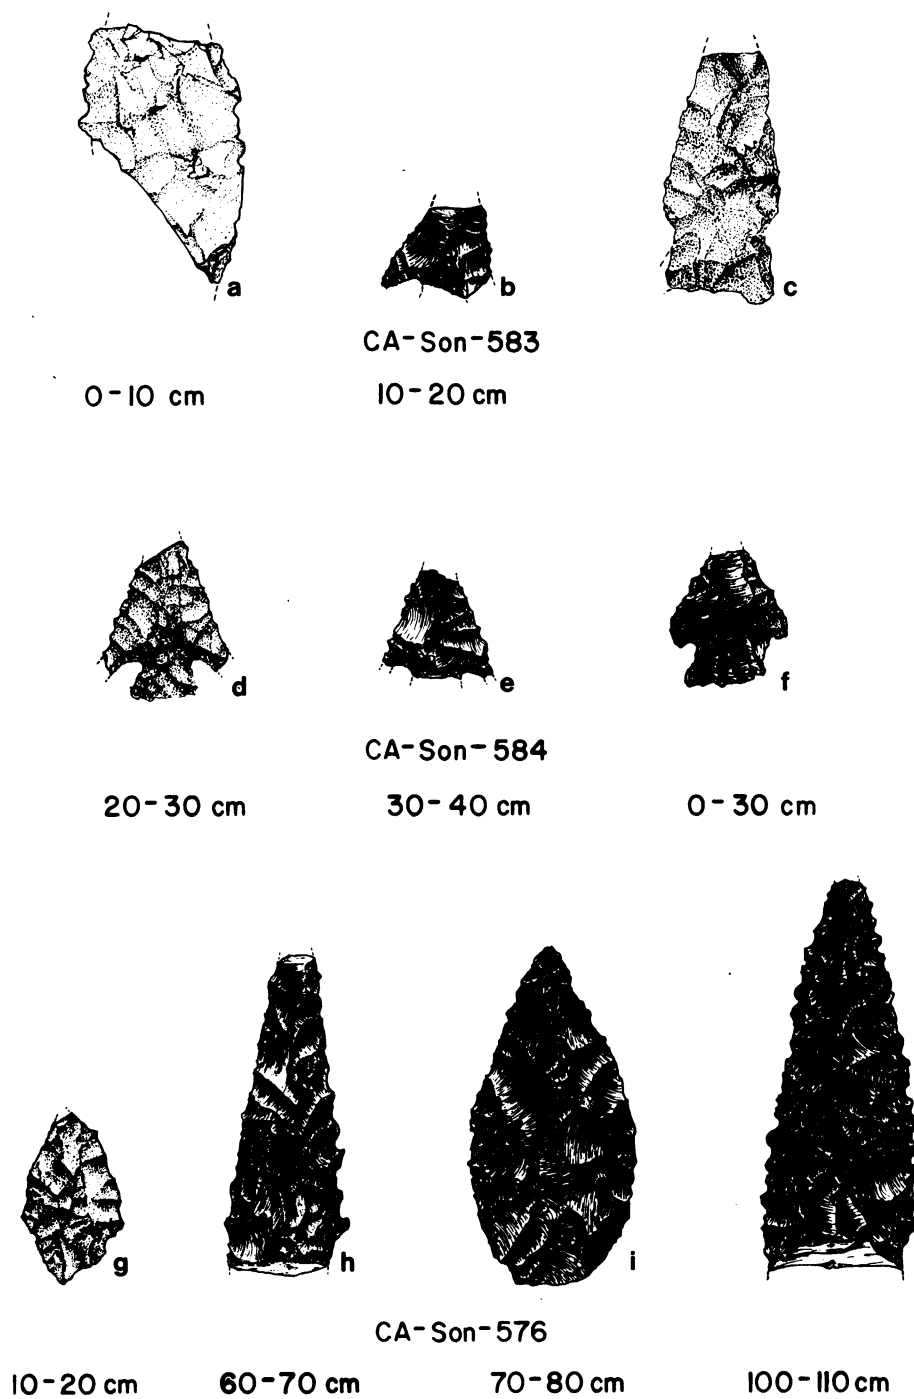 a b c
CA-Son-583
0-10 cm 10-20 cm
d e f
CA-Son-584
20-30 cm 30-40 cm 0-30 cm
g h i
CA-Son-576
10-20 cm 60-70 cm 70-80 cm 100-110 cm